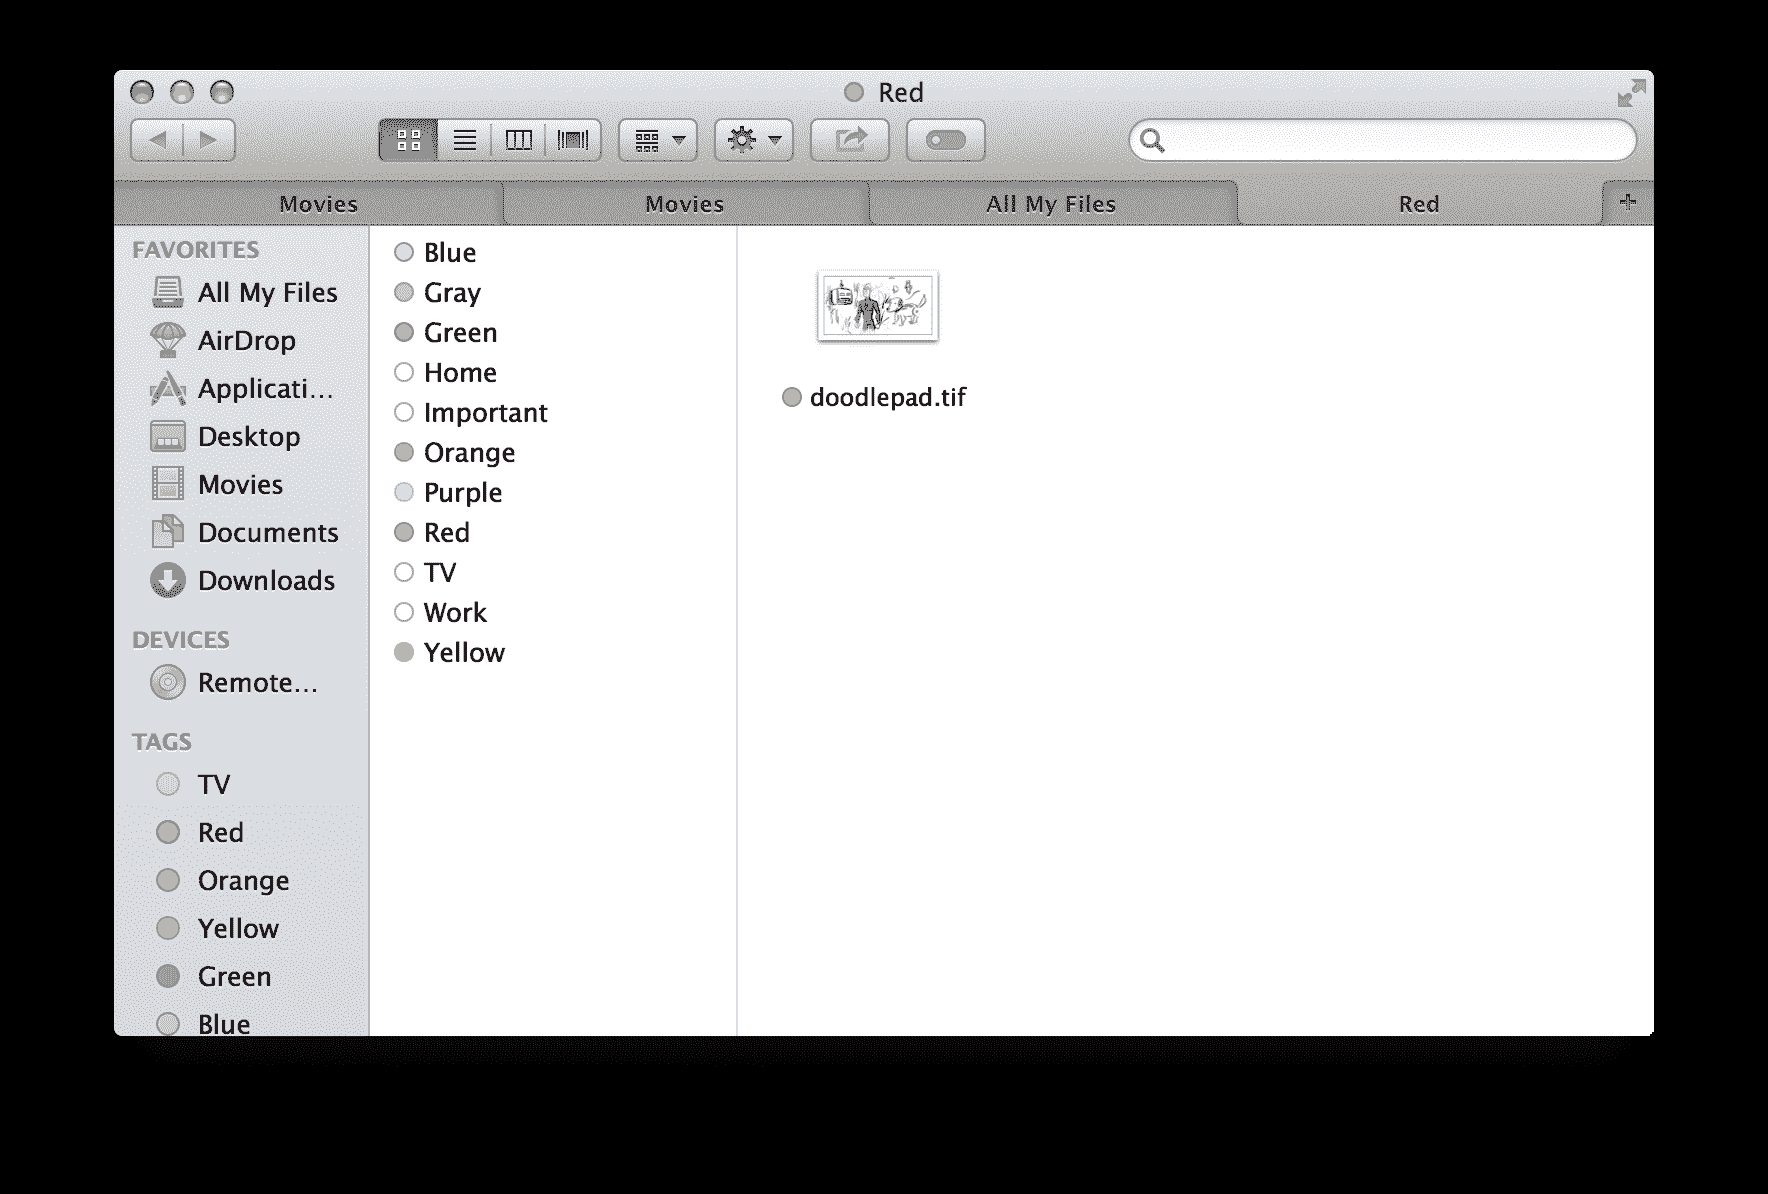 Red
Movies
Movies
All My Files
Red
+
FAVORITES
All My Files
AirDrop
Applicati…
Desktop
Movies
Documents
Downloads
DEVICES
Remote…
TAGS
TV
Red
Orange
Yellow
Green
Blue
Blue
Gray
Green
Home
Important
Orange
Purple
Red
TV
Work
Yellow
doodlepad.tif